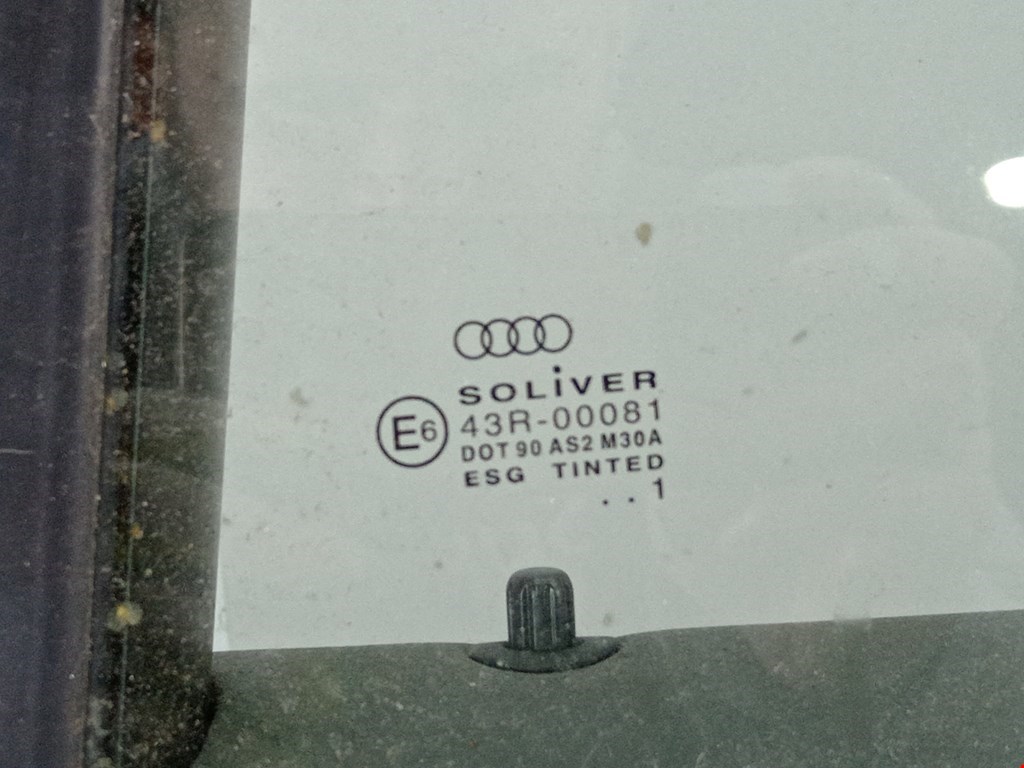 SOLiVER
E6
43R-00081
DOT 90 AS2 M30A
ESG TINTED
. . 1